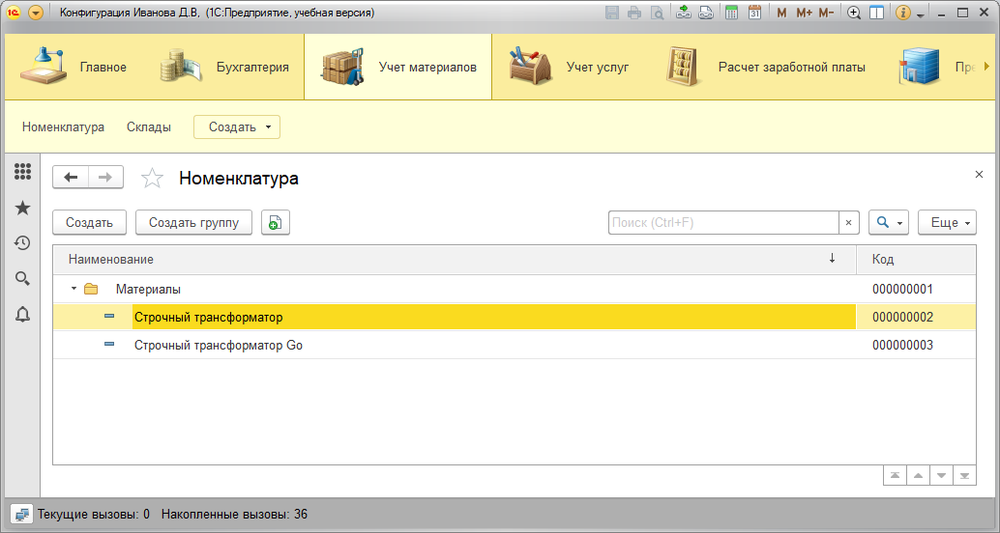 Конфигурация Иванова Д.В, (1С:Предприятие, учебная версия)
31 M M+ M-
Главное Бухгалтерия Учет материалов Учет услуг Расчет заработной платы Пре
Номенклатура Склады Создать
Номенклатура
Создать Создать группу Поиск (Ctrl+F) Еще
Наименование Код
Материалы 000000001
Строчный трансформатор 000000002
Строчный трансформатор Go 000000003
Текущие вызовы: 0 Накопленные вызовы: 36